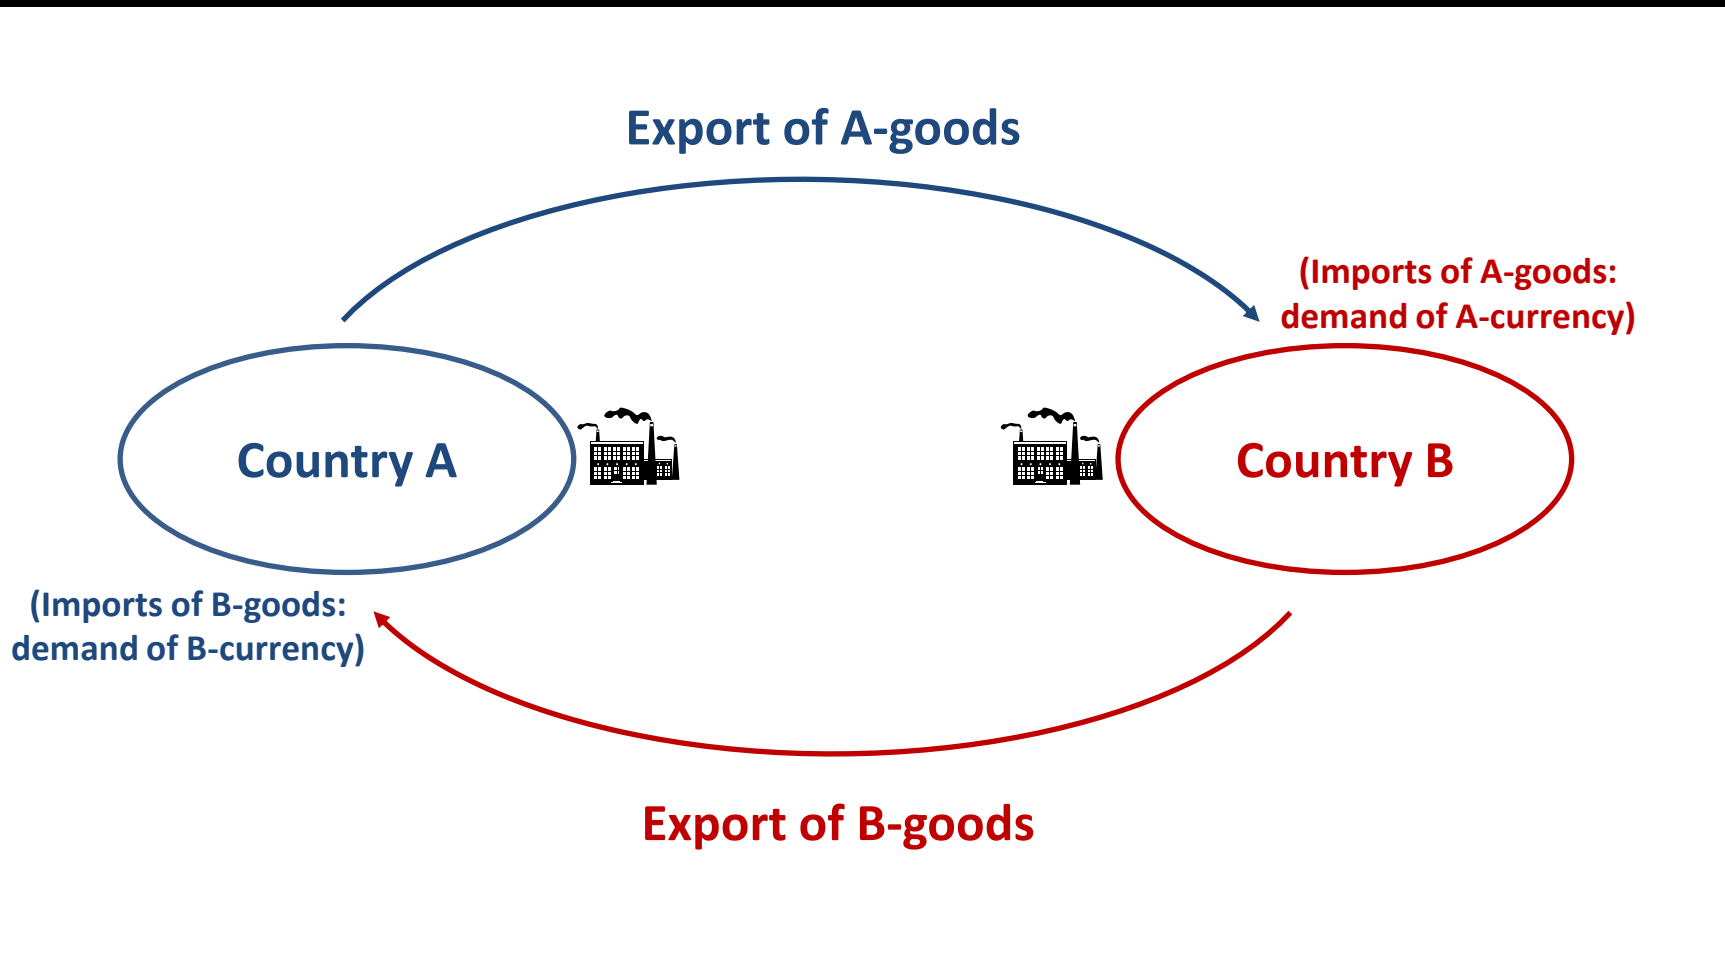 Export of A-goods
(Imports of A-goods:
demand of A-currency)
Country A
Country B
(Imports of B-goods:
demand of B-currency)
Export of B-goods